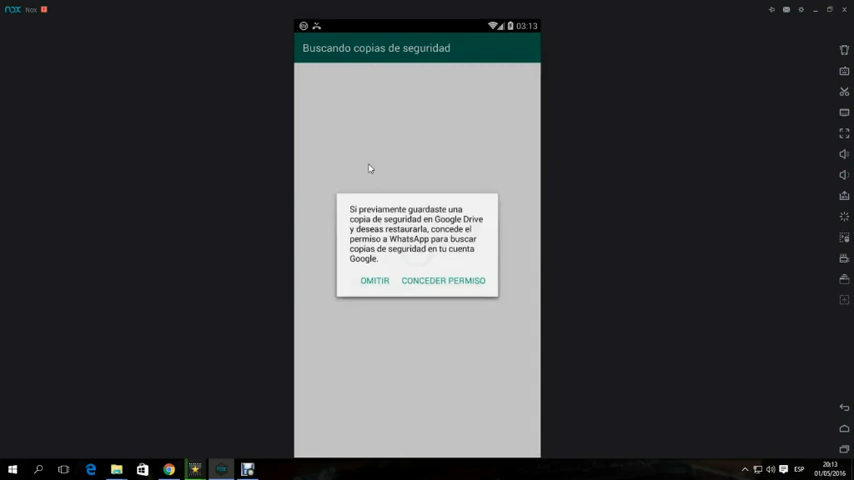 nox Nox
03:13
Buscando copias de seguridad
Si previamente guardaste una
copia de seguridad en Google Drive
y deseas restaurarla, concede el
permiso a WhatsApp para buscar
copias de seguridad en tu cuenta
Google.
OMITIR CONCEDER PERMISO
ESP
20:13
01/05/2016